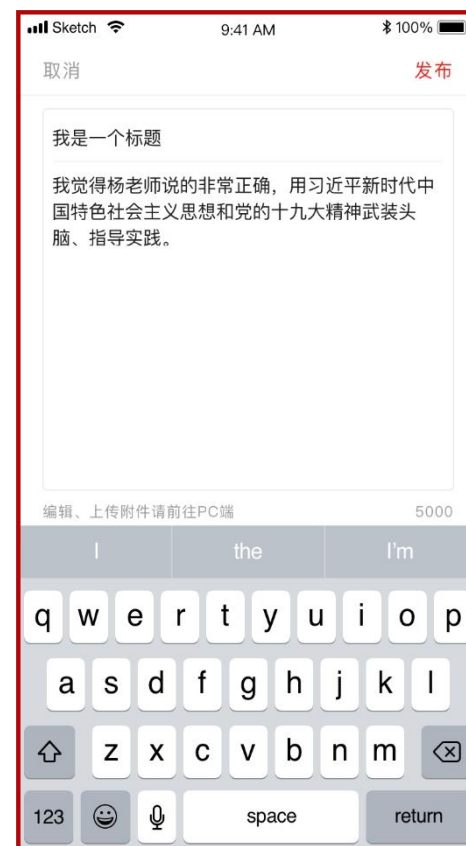 Sketch 9:41 AM 100%
取消 发布
我是一个标题
我觉得杨老师说的非常正确，用习近平新时代中
国特色社会主义思想和党的十九大精神武装头
脑、指导实践。
编辑、上传附件请前往PC端 5000
I the I'm
q w e r t y u i o p
a s d f g h j k l
z x c v b n m
123 space return